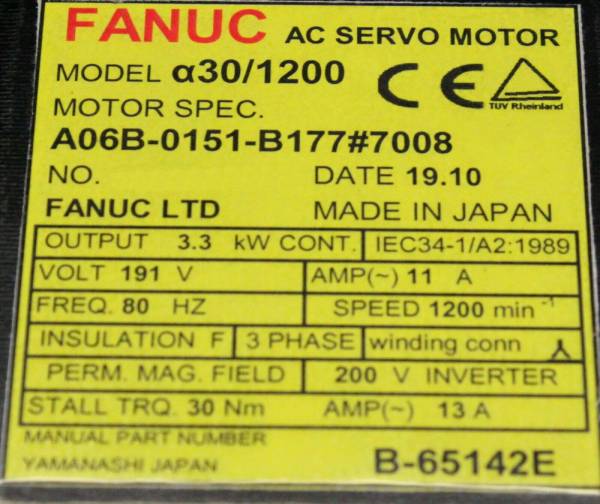 FANUC AC SERVO MOTOR
MODEL α30/1200
CE
TÜV Rheinland
MOTOR SPEC.
A06B-0151-B177#7008
NO. DATE 19.10
FANUC LTD MADE IN JAPAN
OUTPUT 3.3 kW CONT. IEC34-1/A2:1989
VOLT 191 V AMP(~) 11 A
FREQ. 80 HZ SPEED 1200 min⁻¹
INSULATION F 3 PHASE winding conn
PERM. MAG. FIELD 200 V INVERTER
STALL TRQ. 30 Nm AMP(~) 13 A
MANUAL PART NUMBER
YAMANASHI JAPAN B-65142E